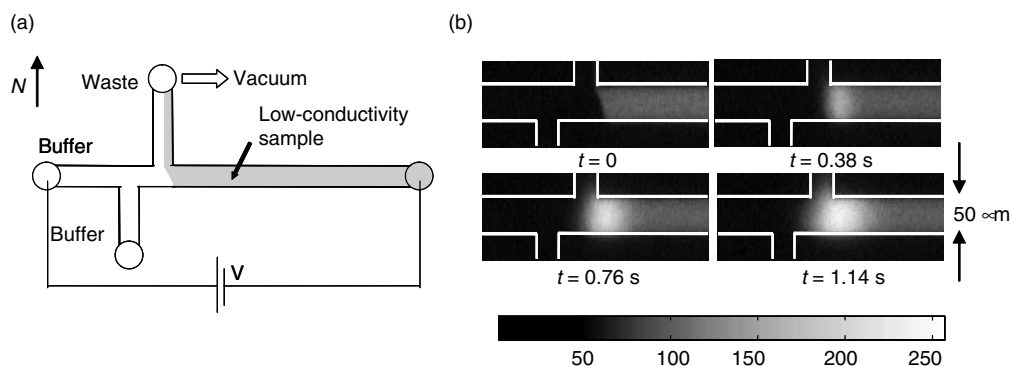 (a)
N
Waste
Vacuum
Low-conductivity
sample
Buffer
Buffer
V
(b)
t = 0
t = 0.38 s
t = 0.76 s
t = 1.14 s
50 ∝m
50 100 150 200 250